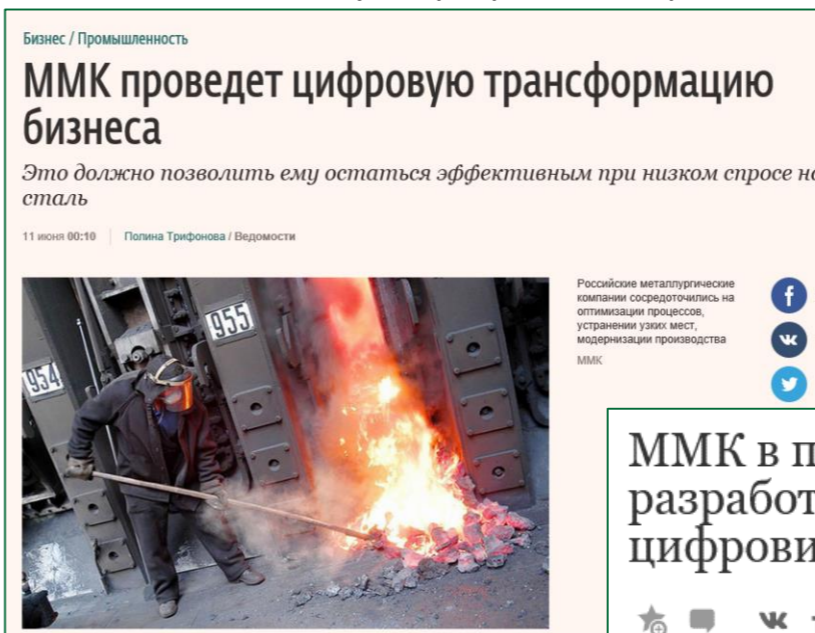 Бизнес / Промышленность
ММК проведет цифровую трансформацию
бизнеса
Это должно позволить ему остаться эффективным при низком спросе
сталь
11 июня 00:10 Полина Трифонова / Ведомости
955
954
Российские металлургические
компании сосредоточились на
оптимизации процессов,
устранении узких мест,
модернизации производства
ММК
ММК в